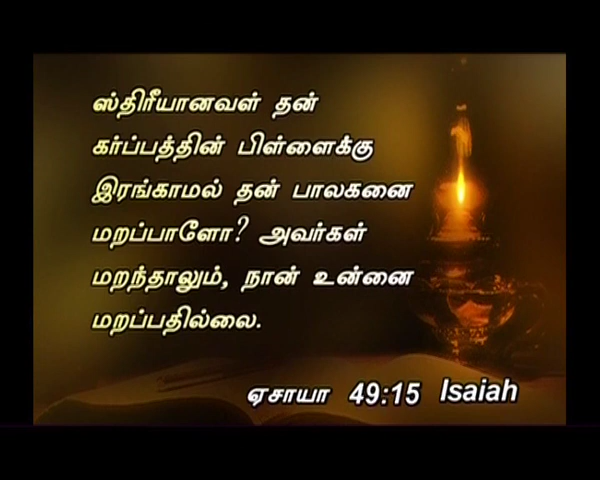 ஸ்திரீயானவள் தன்
கர்ப்பத்தின் பிள்ளைக்கு
இரங்காமல் தன் பாலகனை
மறப்பாளோ? அவர்கள்
மறந்தாலும், நான் உன்னை
மறப்பதில்லை.
ஏசாயா 49:15 Isaiah